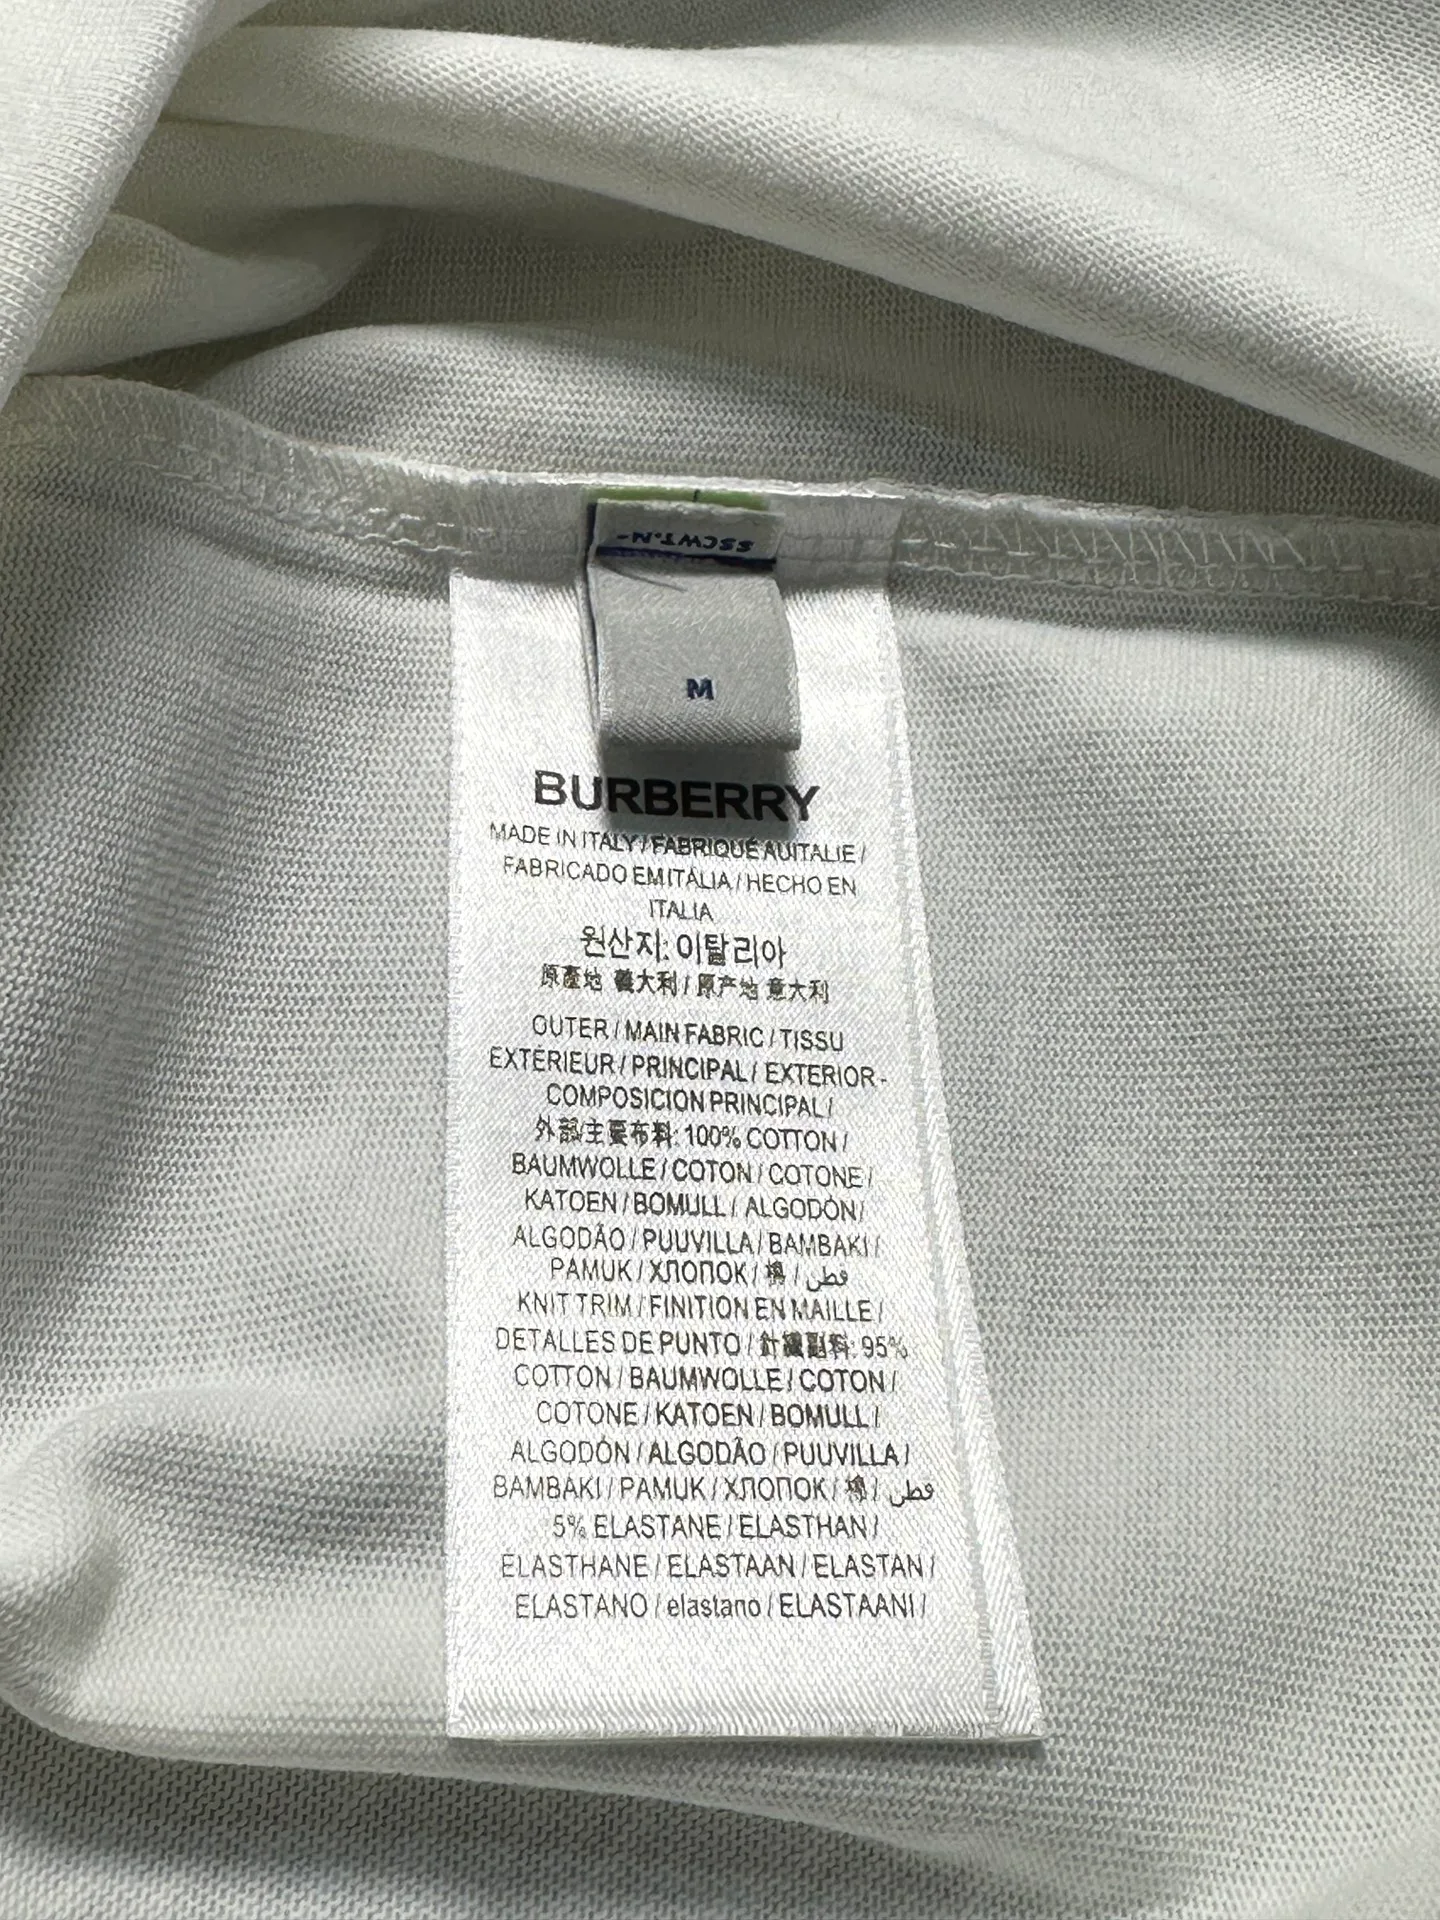 SSCWT.N-
M
BURBERRY
MADE IN ITALY / FABRIQUÉ AUITALIE /
FABRICADO EM ITÁLIA / HECHO EN
ITALIA
원산지: 이탈리아
原產地 義大利 / 原产地 意大利
OUTER / MAIN FABRIC / TISSU
EXTÉRIEUR / PRINCIPAL / EXTERIOR -
COMPOSICION PRINCIPAL /
外部/主要布料: 100% COTTON /
BAUMWOLLE / COTON / COTONE /
KATOEN / BOMULL / ALGODÓN /
ALGODÃO / PUUVILLA / BAMBAKI /
PAMUK / ХЛОПОК / 棉 / قطن
KNIT TRIM / FINITION EN MAILLE /
DETALLES DE PUNTO / 針織副料: 95%
COTTON / BAUMWOLLE / COTON /
COTONE / KATOEN / BOMULL /
ALGODÓN / ALGODÃO / PUUVILLA /
BAMBAKI / PAMUK / ХЛОПОК / 棉 / قطن
5% ELASTANE / ELASTHAN /
ÉLASTHANE / ELASTAAN / ELASTAN /
ELASTANO / elastano / ELASTAANI /